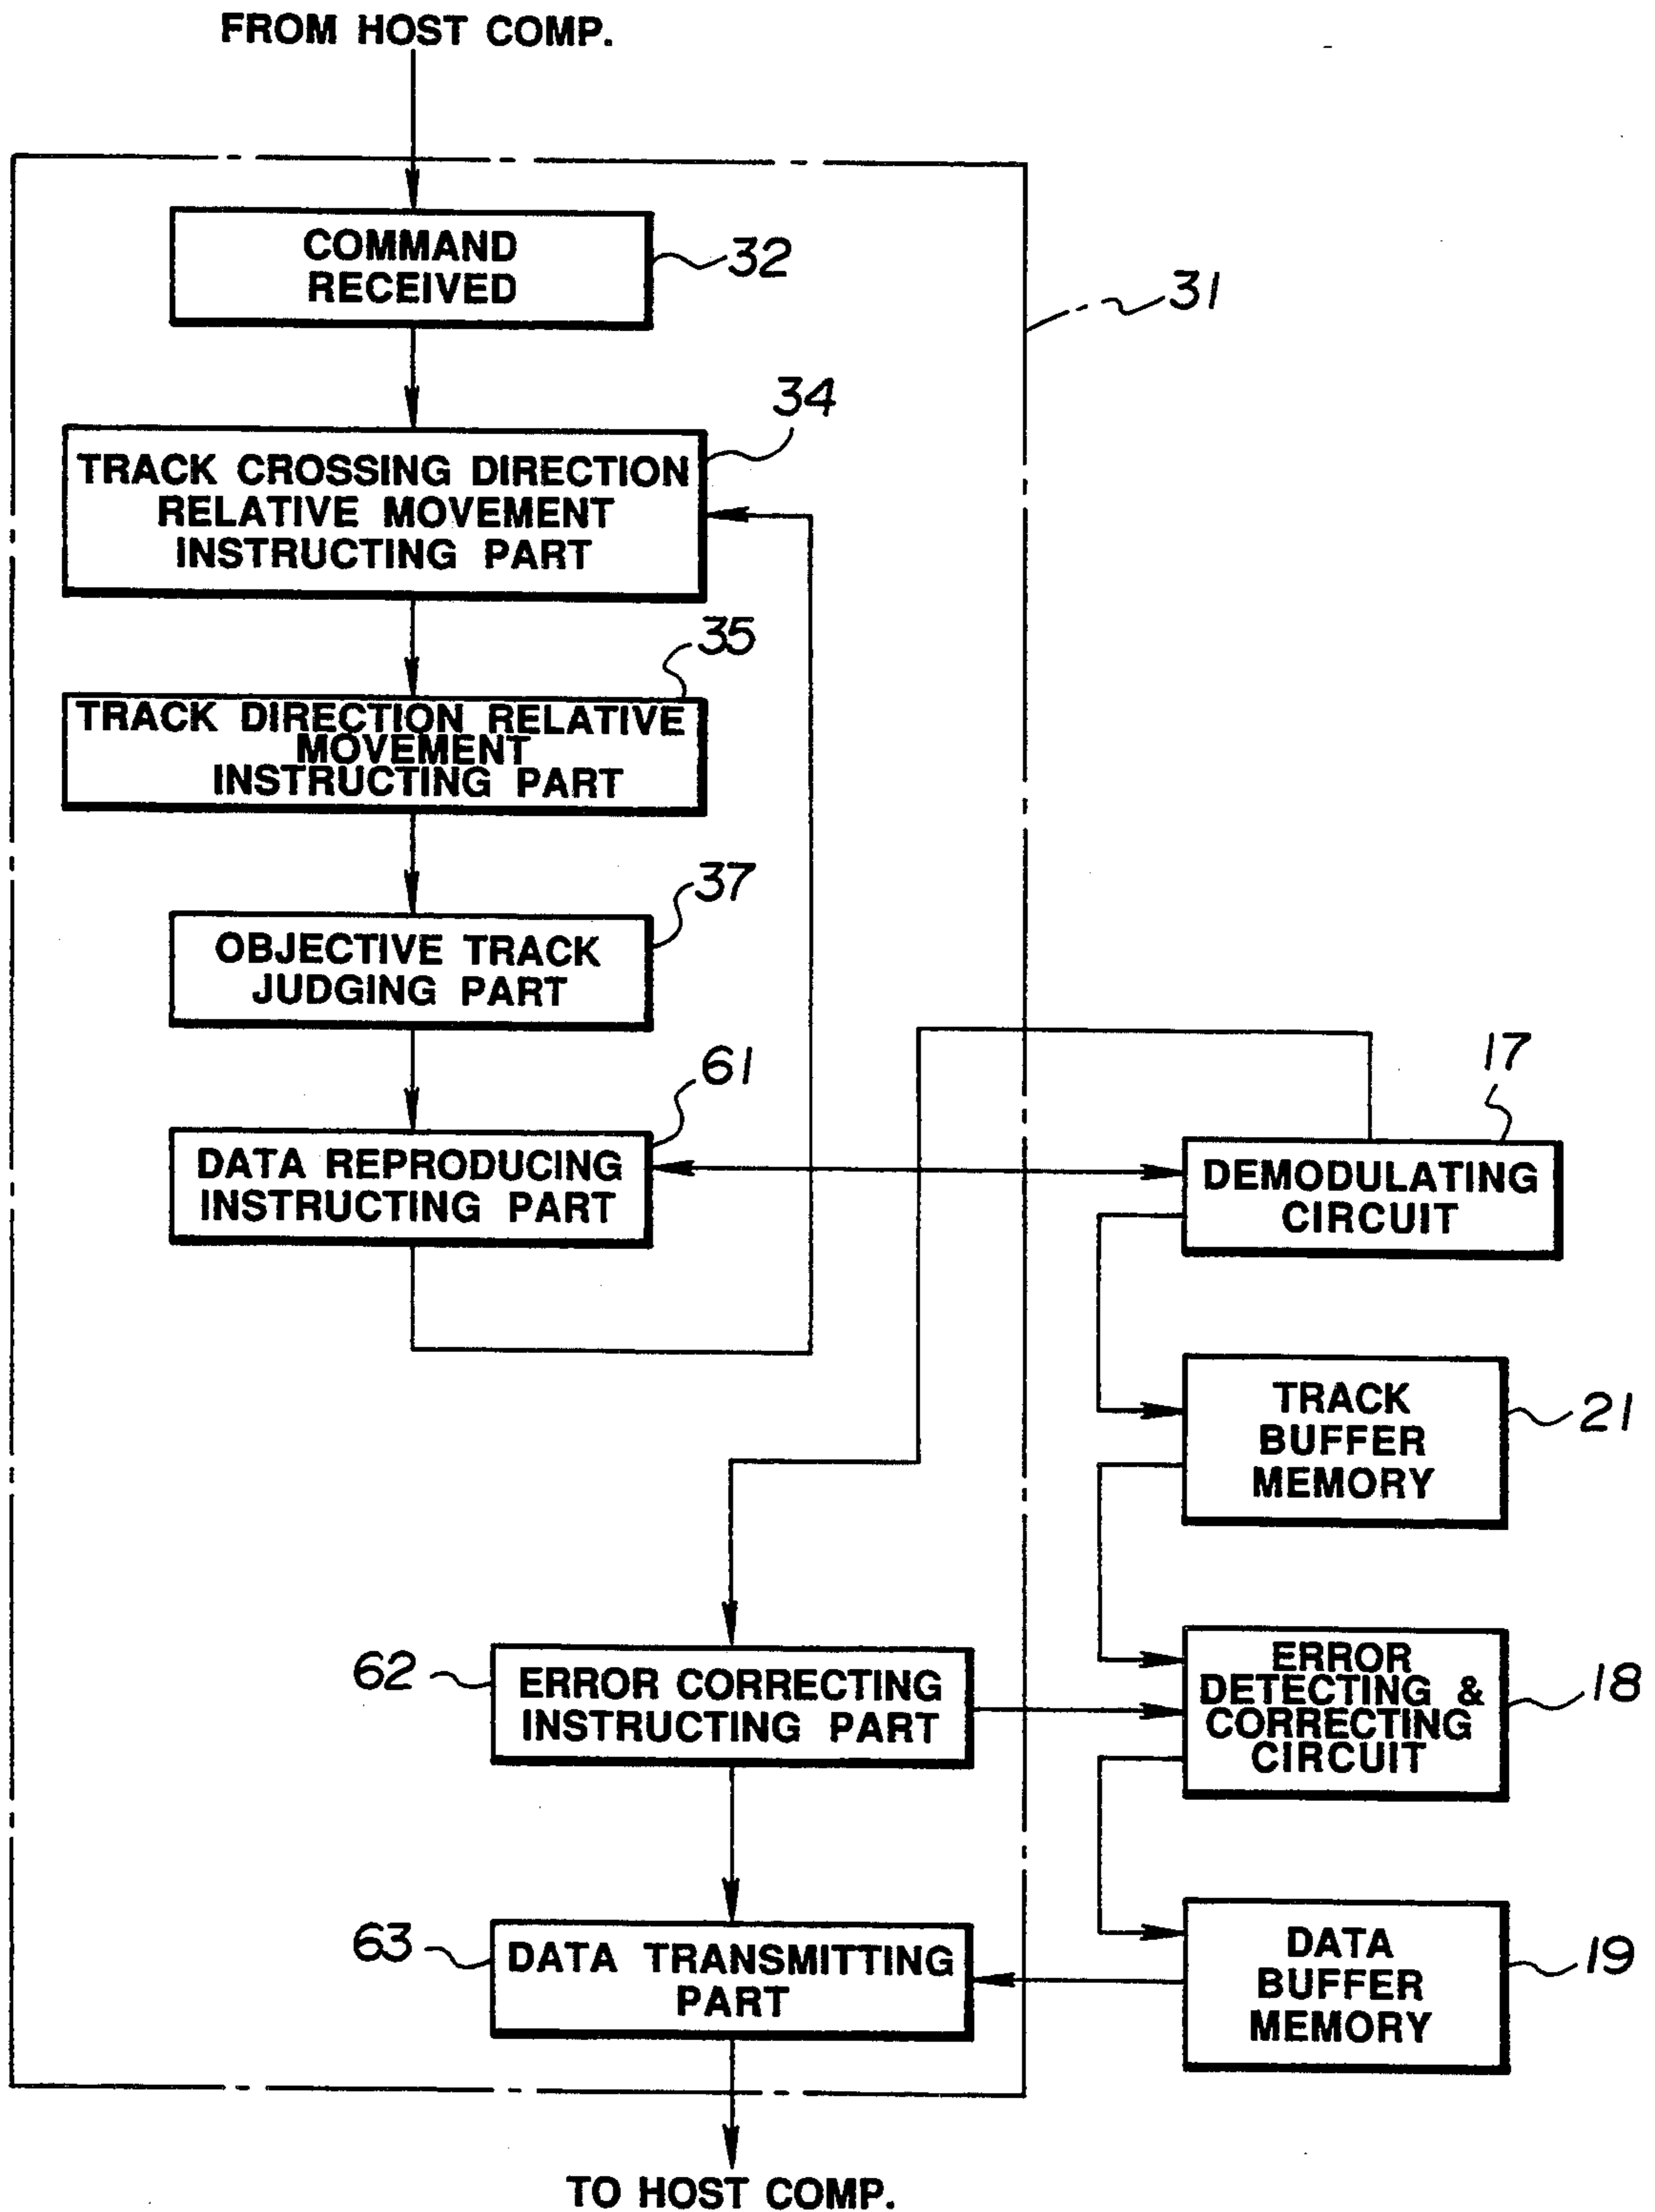 FROM HOST COMP.
COMMAND
RECEIVED
32
31
34
TRACK CROSSING DIRECTION
RELATIVE MOVEMENT
INSTRUCTING PART
35
TRACK DIRECTION RELATIVE
MOVEMENT
INSTRUCTING PART
37
OBJECTIVE TRACK
JUDGING PART
61
DATA REPRODUCING
INSTRUCTING PART
17
DEMODULATING
CIRCUIT
TRACK
BUFFER
MEMORY
21
62
ERROR CORRECTING
INSTRUCTING PART
ERROR
DETECTING &
CORRECTING
CIRCUIT
18
63
DATA TRANSMITTING
PART
DATA
BUFFER
MEMORY
19
TO HOST COMP.